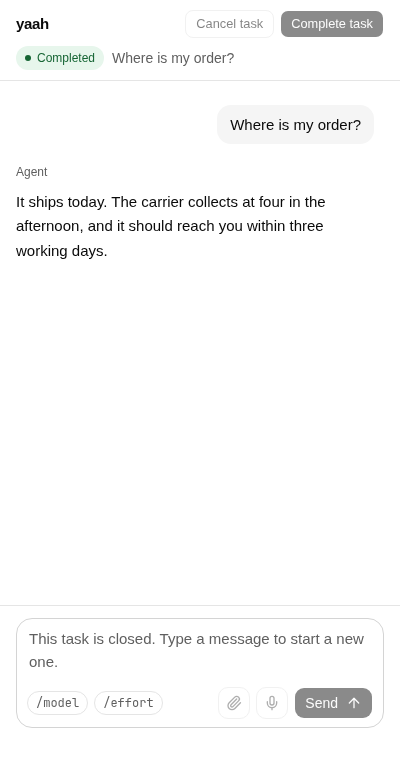 yaah
Cancel task
Complete task
Completed
Where is my order?
Where is my order?
Agent
It ships today. The carrier collects at four in the
afternoon, and it should reach you within three
working days.
This task is closed. Type a message to start a new
one.
/model
/effort
Send